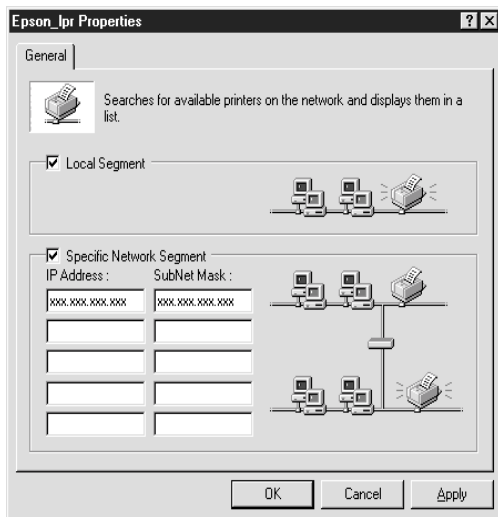 Epson_lpr Properties
General
Searches for available printers on the network and displays them in a
list.
Local Segment
Specific Network Segment
IP Address : SubNet Mask :
xxx.xxx.xxx.xxx xxx.xxx.xxx.xxx
OK Cancel Apply